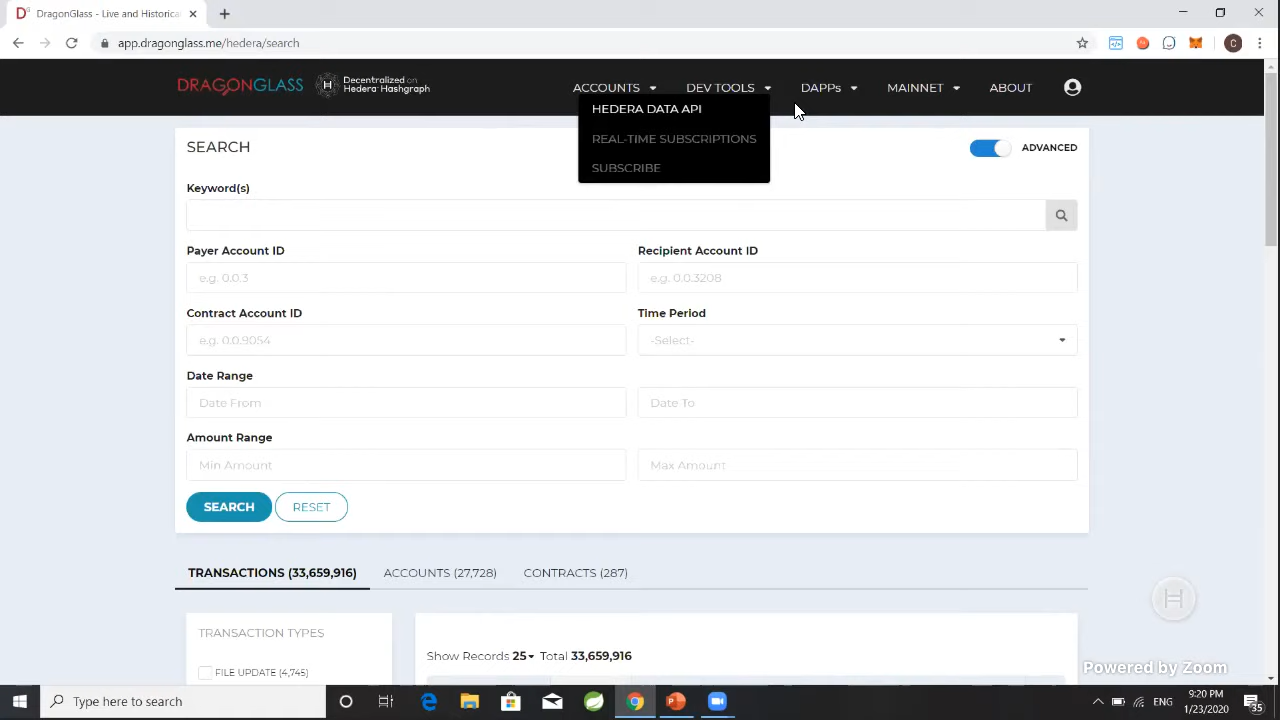 DragonGlass - Live and Historica
app.dragonglass.me/hedera/search
DRAGONGLASS
Decentralized on
Hedera Hashgraph
ACCOUNTS
DEV TOOLS
DAPPs
MAINNET
ABOUT
HEDERA DATA API
REAL-TIME SUBSCRIPTIONS
SUBSCRIBE
SEARCH
ADVANCED
Keyword(s)
Payer Account ID
Recipient Account ID
e.g. 0.0.3
e.g. 0.0.3208
Contract Account ID
Time Period
e.g. 0.0.9054
-Select-
Date Range
Date From
Date To
Amount Range
Min Amount
Max Amount
SEARCH
RESET
TRANSACTIONS (33,659,916)
ACCOUNTS (27,728)
CONTRACTS (287)
TRANSACTION TYPES
Show Records 25 Total 33,659,916
FILE UPDATE (4,745)
Powered by Zoom
Type here to search
ENG
9:20 PM
1/23/2020
35